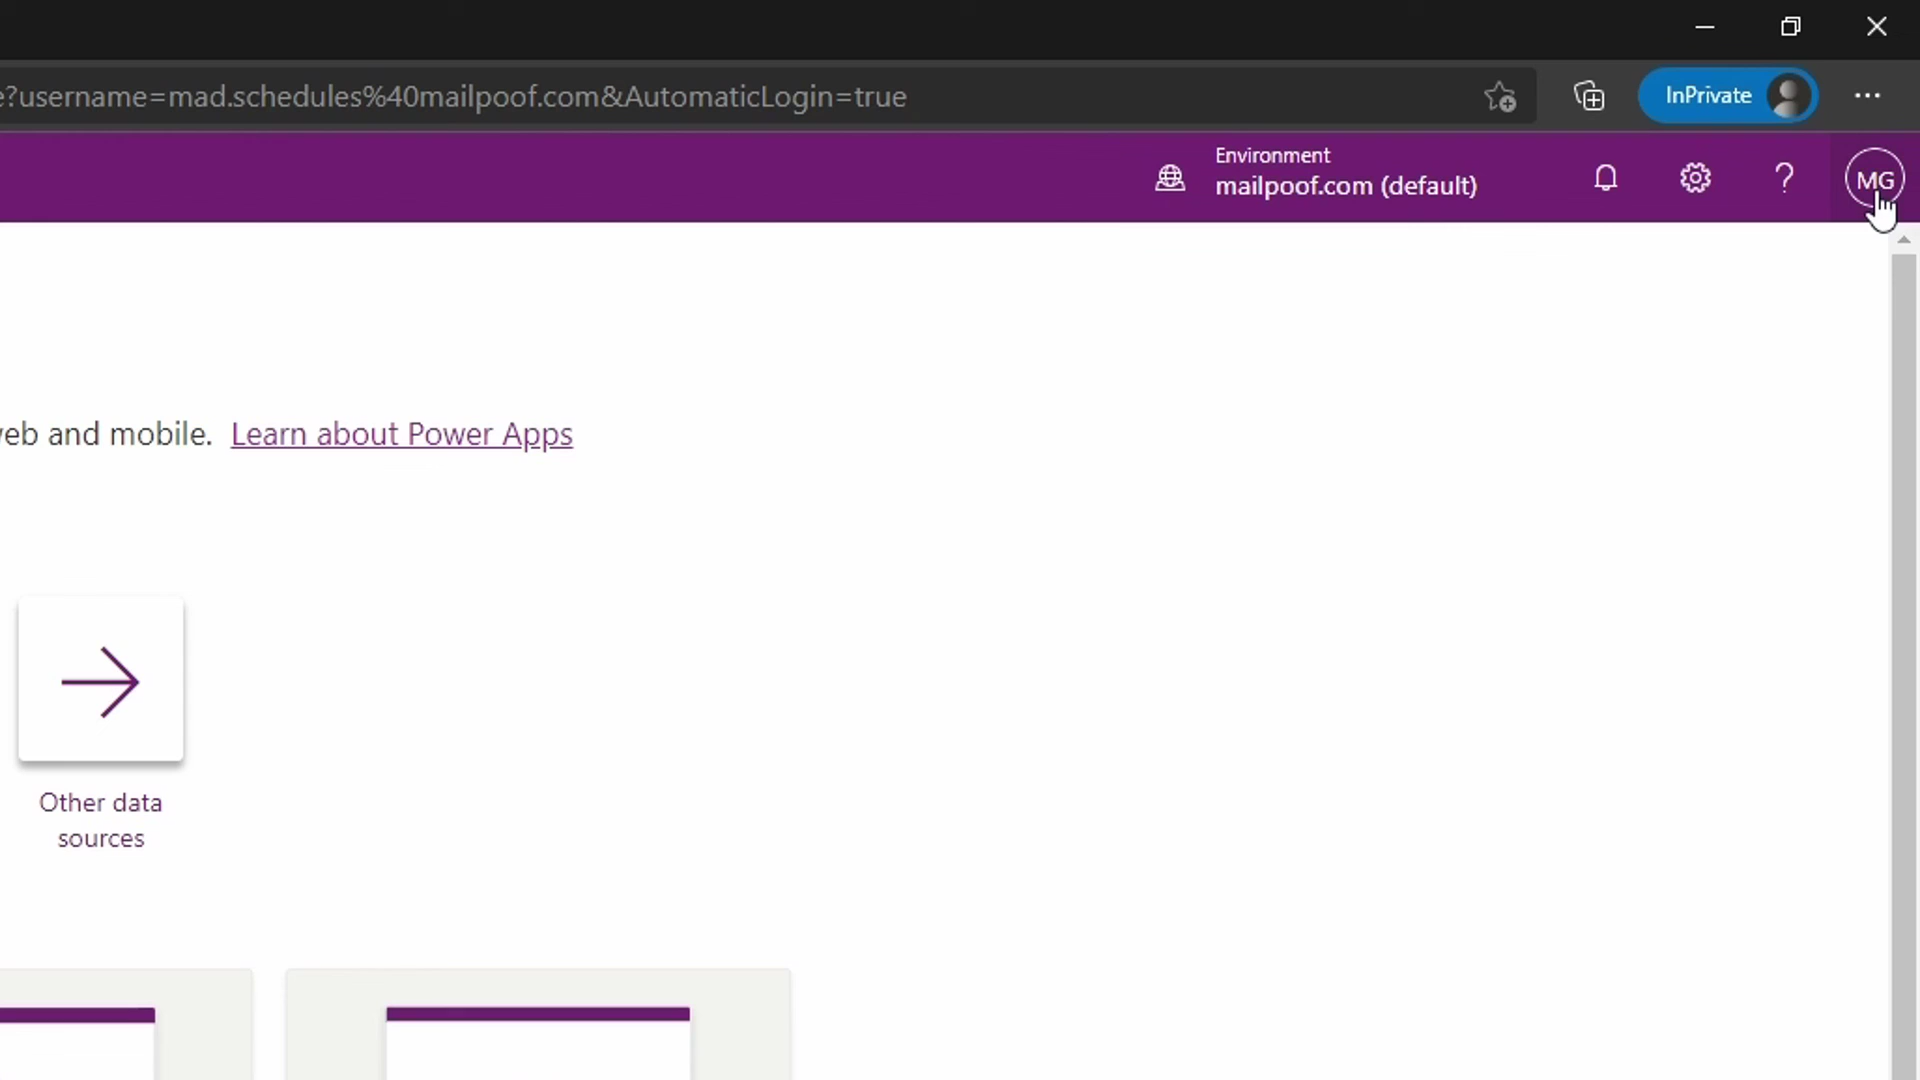 e?username=mad.schedules%40mailpoof.com&AutomaticLogin=true
InPrivate
Environment
mailpoof.com (default)
MG
web and mobile. Learn about Power Apps
Other data
sources